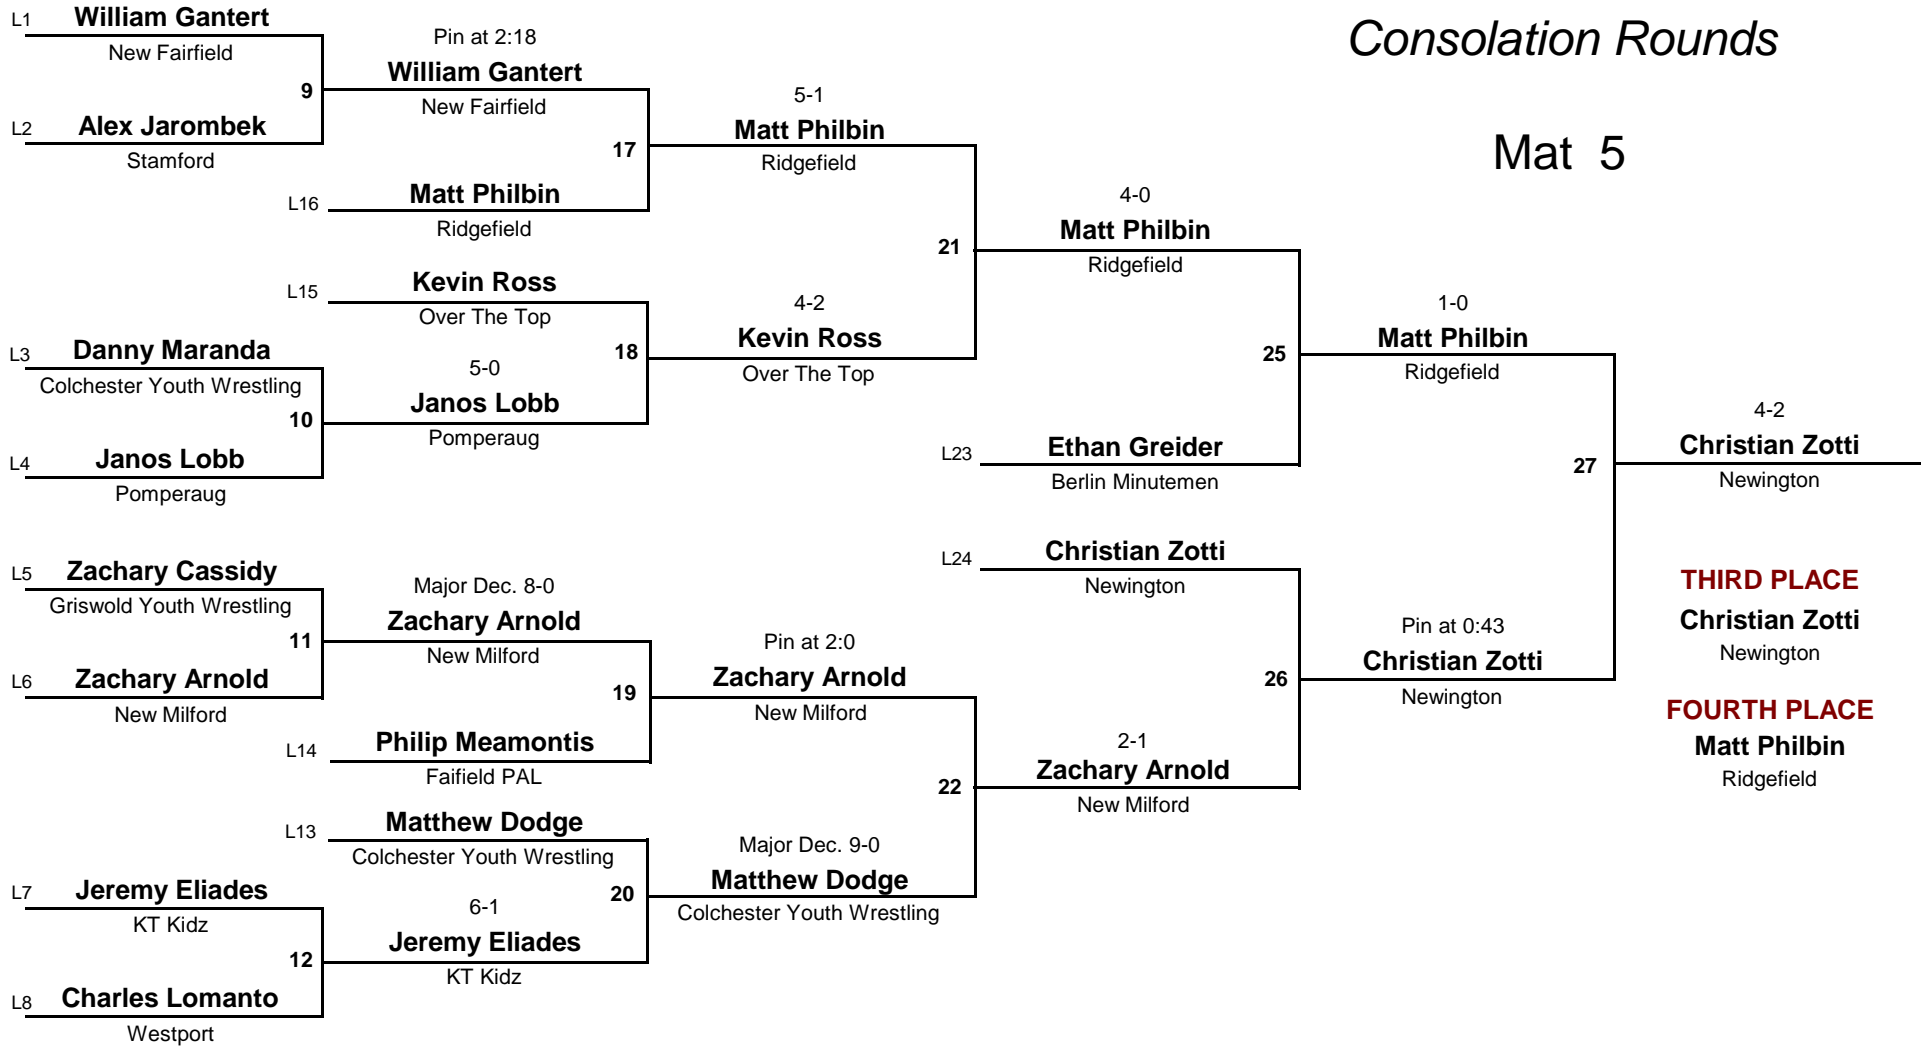 Consolation Rounds
Mat 5
L1 William Gantert
New Fairfield
9
L2 Alex Jarombek
Stamford
Pin at 2:18
William Gantert
New Fairfield
17
L16 Matt Philbin
Ridgefield
5-1
Matt Philbin
Ridgefield
21
L15 Kevin Ross
Over The Top
18
L3 Danny Maranda
Colchester Youth Wrestling
10
L4 Janos Lobb
Pomperaug
5-0
Janos Lobb
Pomperaug
4-2
Kevin Ross
Over The Top
4-0
Matt Philbin
Ridgefield
25
L23 Ethan Greider
Berlin Minutemen
1-0
Matt Philbin
Ridgefield
27
4-2
Christian Zotti
Newington
L5 Zachary Cassidy
Griswold Youth Wrestling
11
L6 Zachary Arnold
New Milford
Major Dec. 8-0
Zachary Arnold
New Milford
19
L14 Philip Meamontis
Faifield PAL
Pin at 2:0
Zachary Arnold
New Milford
22
L13 Matthew Dodge
Colchester Youth Wrestling
20
L7 Jeremy Eliades
KT Kidz
12
L8 Charles Lomanto
Westport
6-1
Jeremy Eliades
KT Kidz
Major Dec. 9-0
Matthew Dodge
Colchester Youth Wrestling
L24 Christian Zotti
Newington
26
2-1
Zachary Arnold
New Milford
Pin at 0:43
Christian Zotti
Newington
THIRD PLACE
Christian Zotti
Newington
FOURTH PLACE
Matt Philbin
Ridgefield